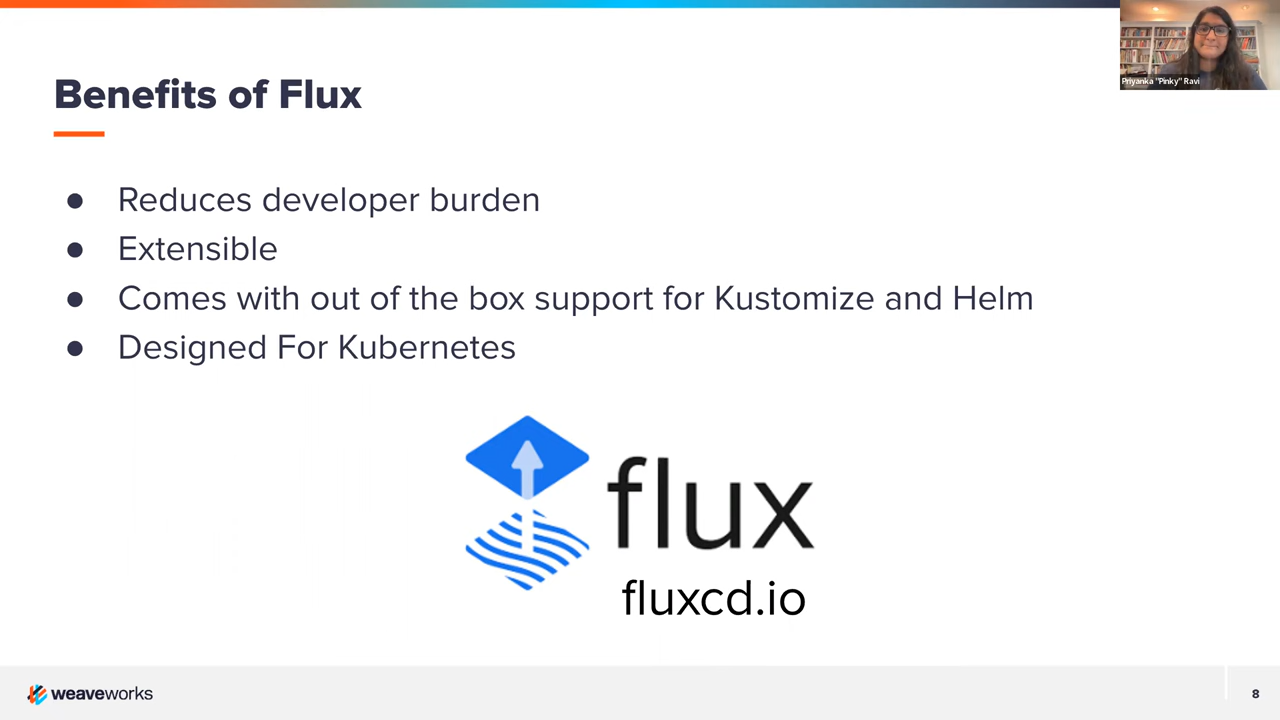 Benefits of Flux
Priyanka "Pinky" Ravi
● Reduces developer burden
● Extensible
● Comes with out of the box support for Kustomize and Helm
● Designed For Kubernetes
flux
fluxcd.io
weaveworks
8